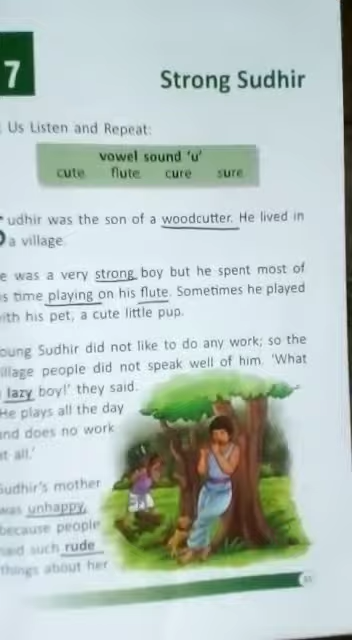 7
Strong Sudhir
Us Listen and Repeat:
vowel sound 'u'
cute flute cure sure
udhir was the son of a woodcutter. He lived in
a village.
e was a very strong boy but he spent most of
is time playing on his flute. Sometimes he played
ith his pet, a cute little pup.
oung Sudhir did not like to do any work; so the
illage people did not speak well of him. 'What
lazy boy!' they said.
He plays all the day
and does no work
at all.'
Sudhir's mother
was unhappy,
because people
said such rude
things about her